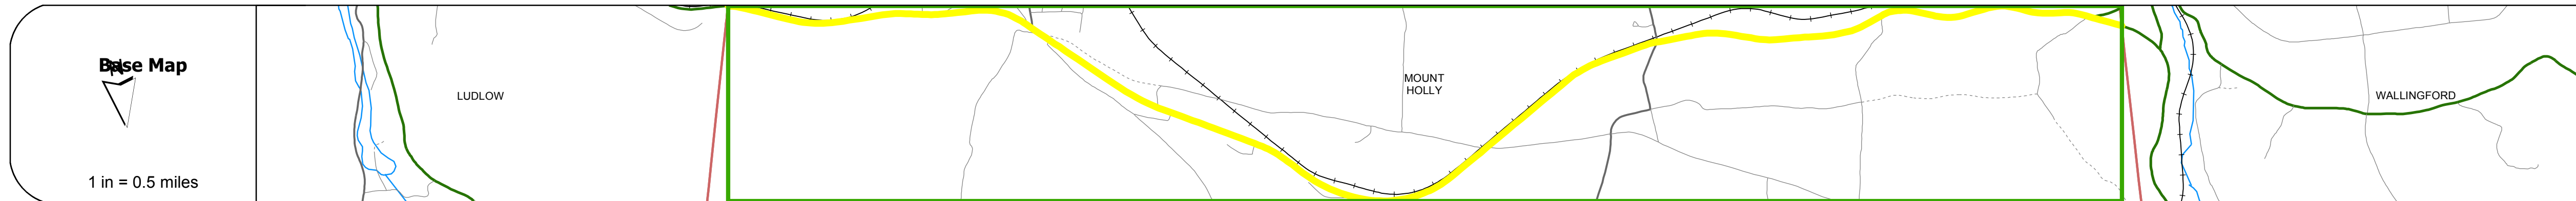 Base Map
N
1 in = 0.5 miles
LUDLOW
MOUNT
HOLLY
WALLINGFORD